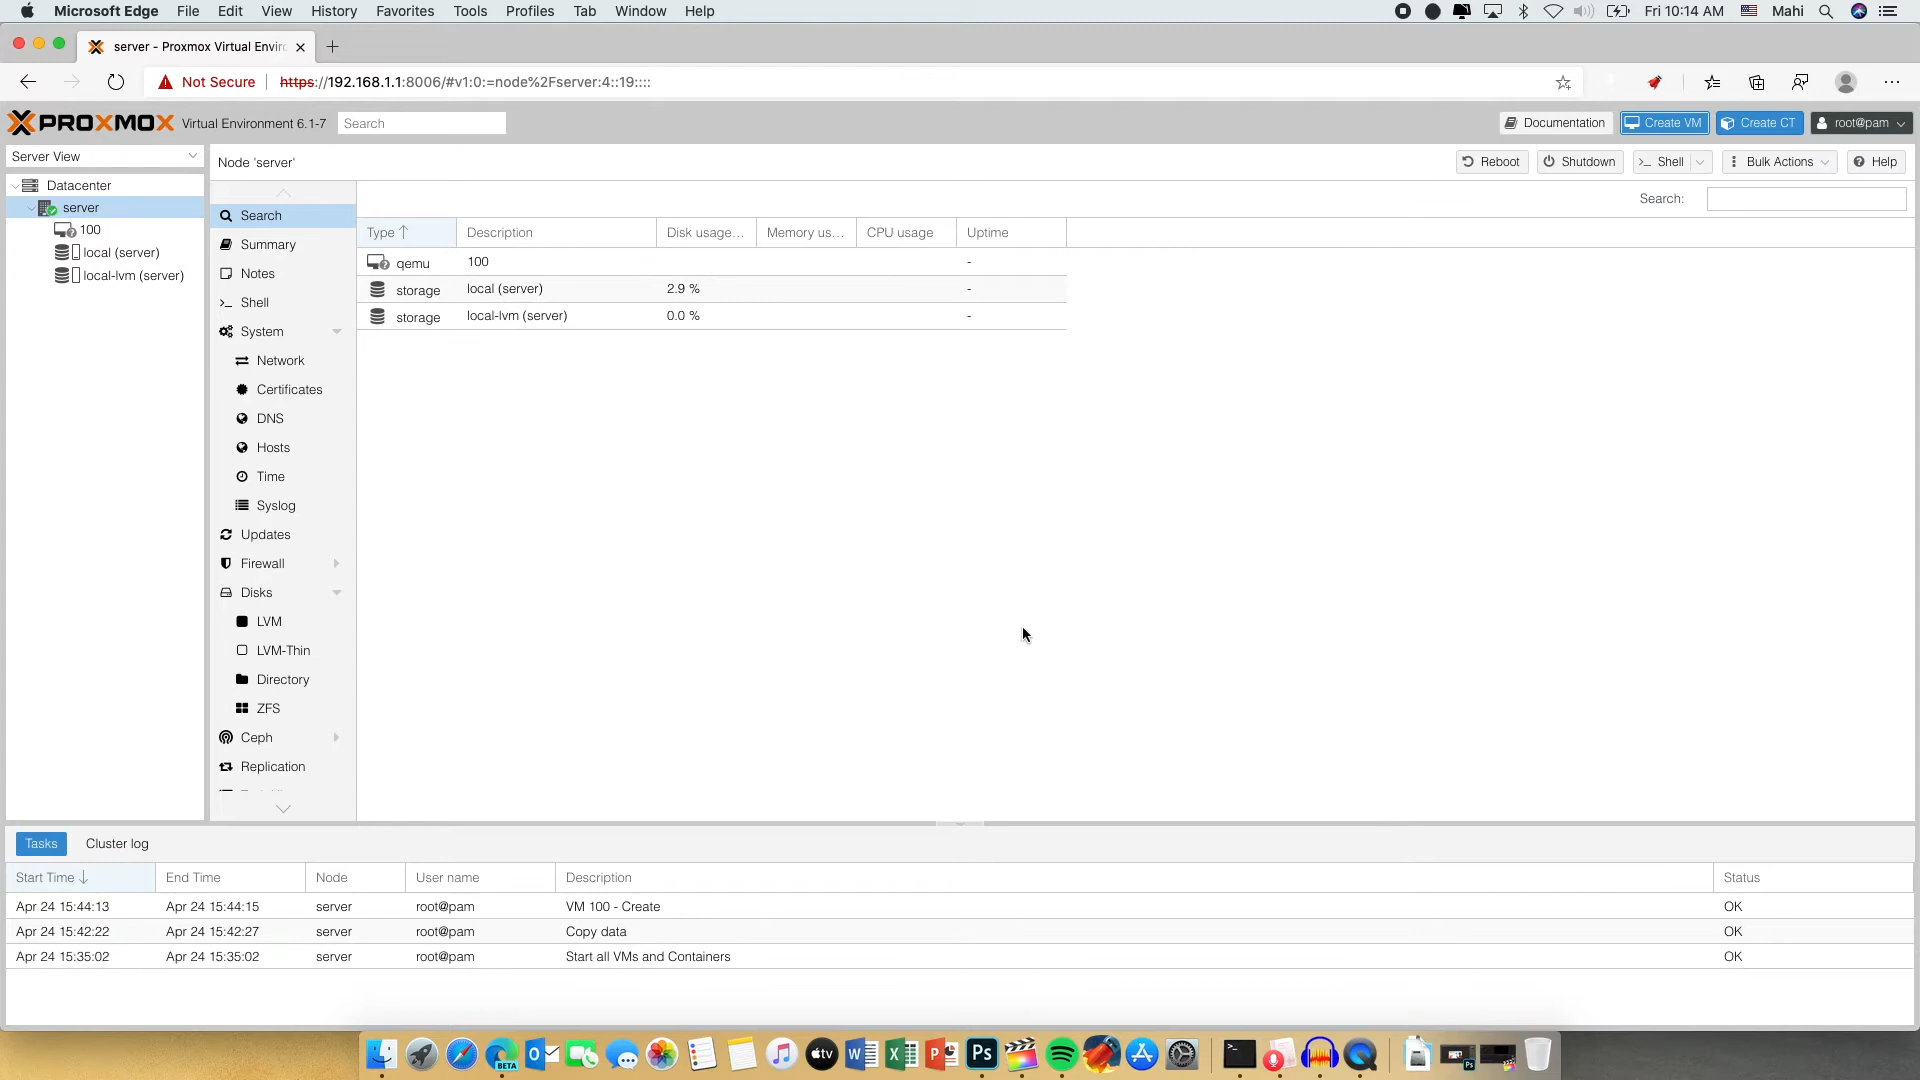 Microsoft Edge File Edit View History Favorites Tools Profiles Tab Window Help Fri 10:14 AM Mahi
server - Proxmox Virtual Envir
Not Secure https://192.168.1.1:8006/#v1:0:=node%2Fserver:4::19::::
PROXMOX Virtual Environment 6.1-7 Search Documentation Create VM Create CT root@pam
Server View
Node 'server' Reboot Shutdown >_ Shell Bulk Actions Help
Datacenter
server
100
local (server)
local-lvm (server)
Search
Summary
Notes
>_ Shell
System
Network
Certificates
DNS
Hosts
Time
Syslog
Updates
Firewall
Disks
LVM
LVM-Thin
Directory
ZFS
Ceph
Replication
Search:
Type Description Disk usage... Memory us... CPU usage Uptime
qemu 100 -
storage local (server) 2.9 % -
storage local-lvm (server) 0.0 % -
Tasks Cluster log
Start Time End Time Node User name Description Status
Apr 24 15:44:13 Apr 24 15:44:15 server root@pam VM 100 - Create OK
Apr 24 15:42:22 Apr 24 15:42:27 server root@pam Copy data OK
Apr 24 15:35:02 Apr 24 15:35:02 server root@pam Start all VMs and Containers OK
BETA tv Ps